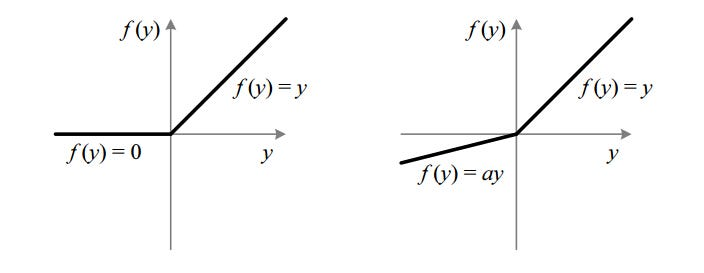 f(y)
f(y) = y
f(y) = 0
y
f(y)
f(y) = y
f(y) = ay
y